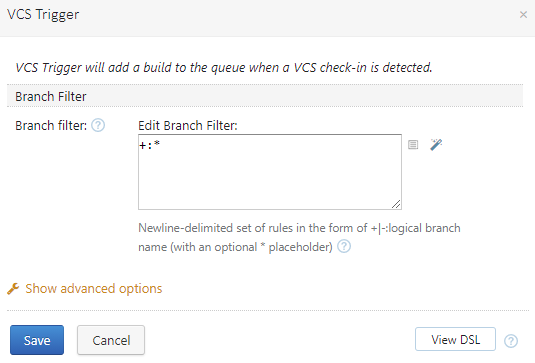 VCS Trigger
×
VCS Trigger will add a build to the queue when a VCS check-in is detected.
Branch Filter
Branch filter: ?
Edit Branch Filter:
+:*
Newline-delimited set of rules in the form of +|-:logical branch
name (with an optional * placeholder) ?
Show advanced options
Save Cancel View DSL ?